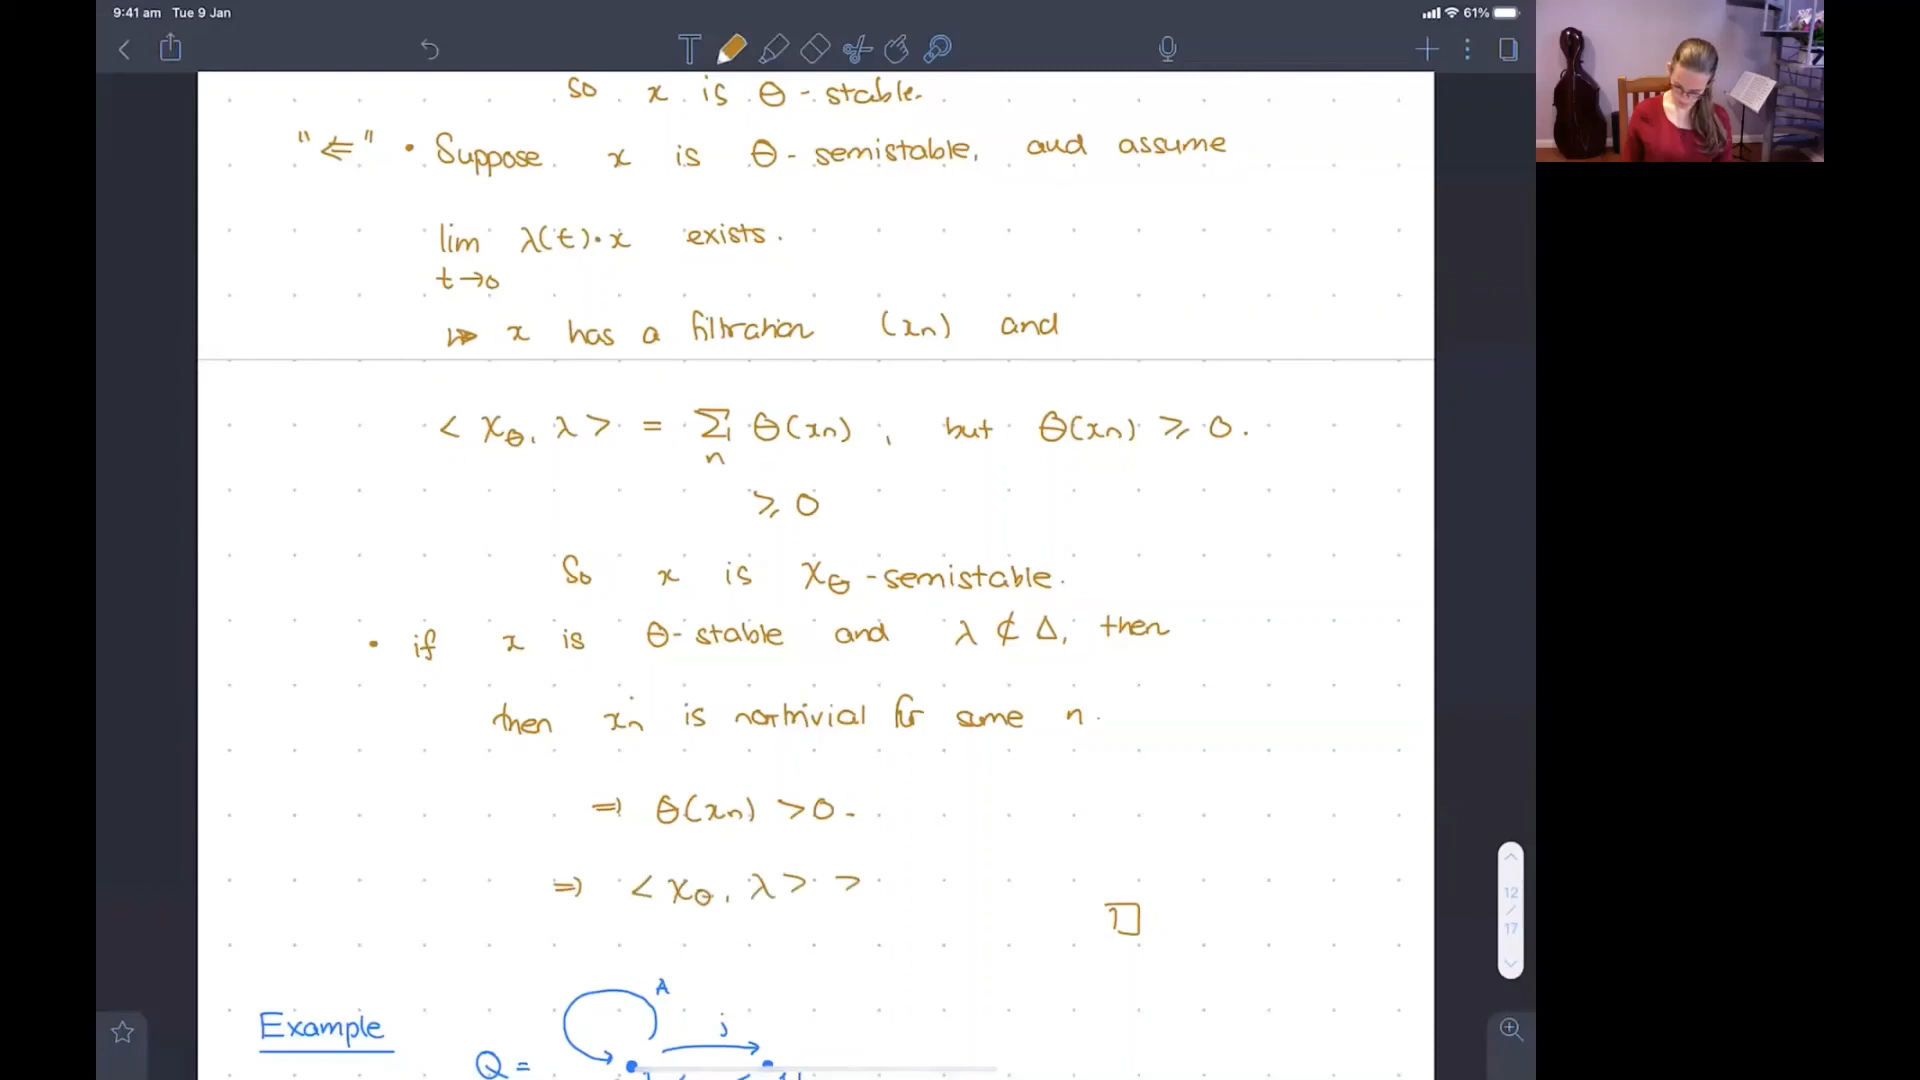 9:41 am Tue 9 Jan
61%
So x is θ - stable.
"⇐" • Suppose x is θ - semistable, and assume
lim λ(t)·x exists.
t→0
x has a filtration (xn) and
< χθ, λ > = Σ θ(xn), but θ(xn) ≥ 0.
n
≥ 0
So x is χθ -semistable.
• if x is θ- stable and λ ⊄ Δ, then
then xn is nontrivial for some n.
⇒ θ(xn) >0.
⇒ < χθ, λ > >
□
12
/
17
A
Example
j
Q =